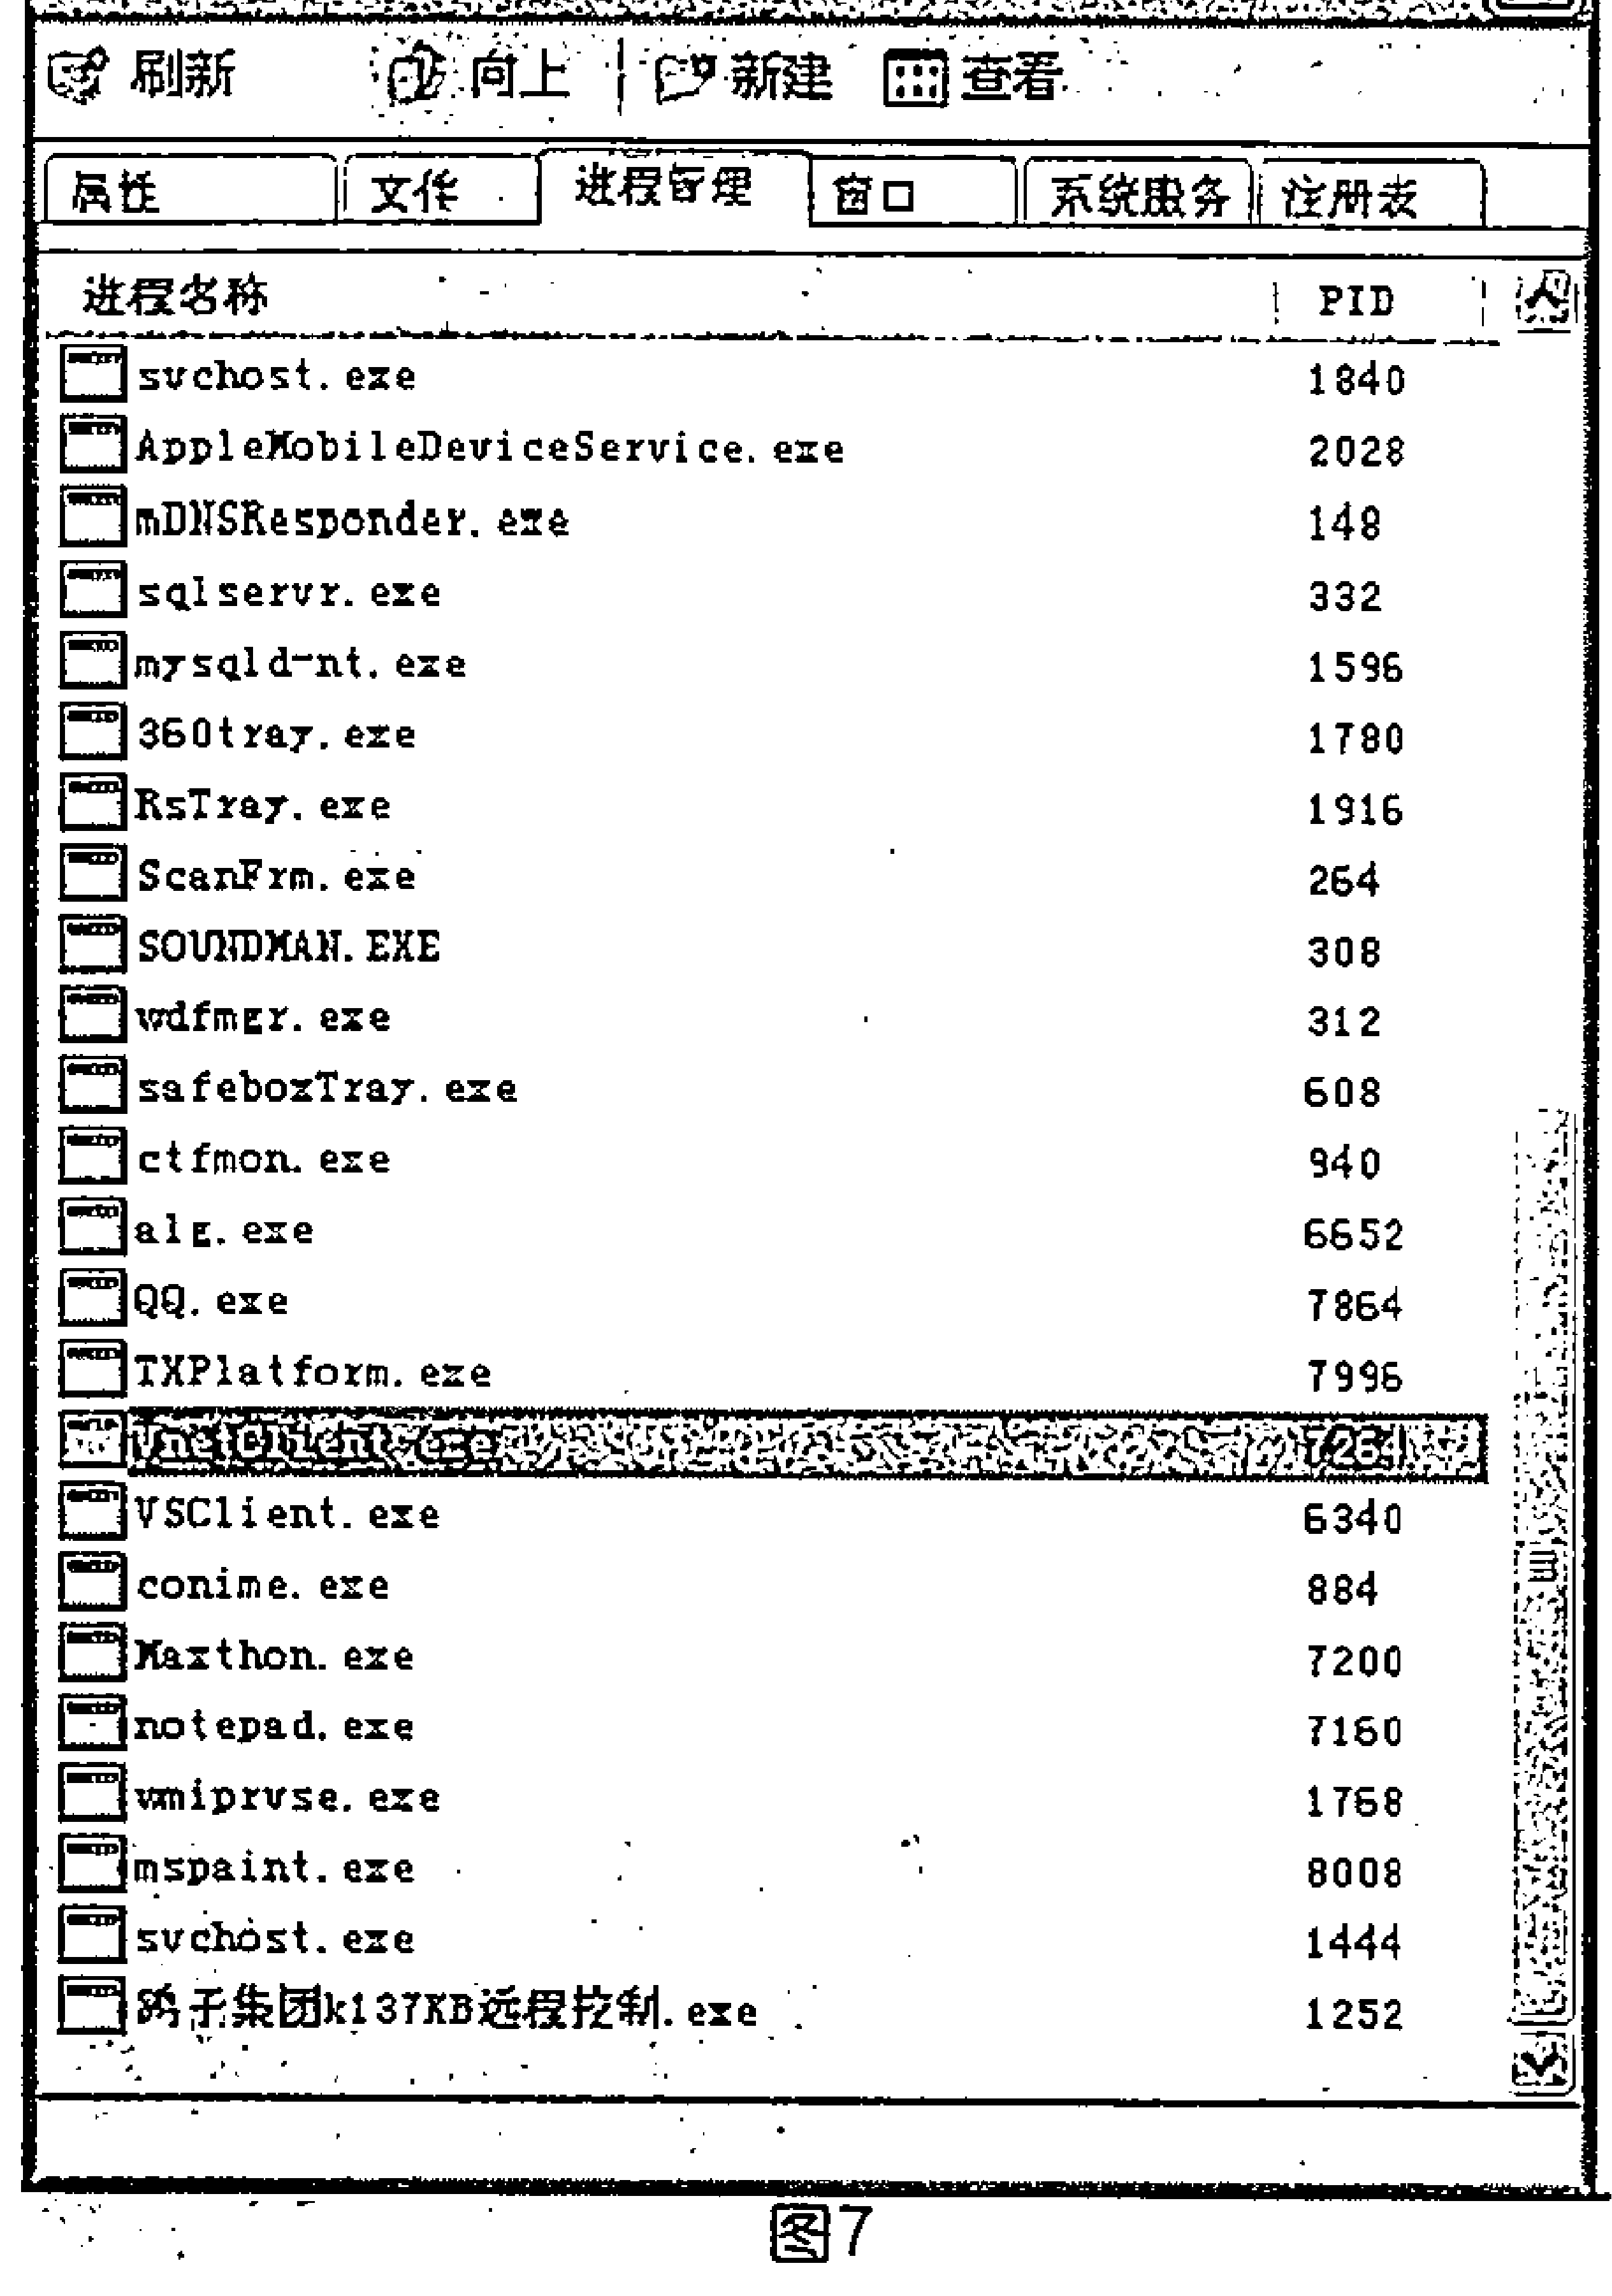 刷新 向上 新建 查看
属性 文件 进程管理 窗口 系统服务 注册表
进程名称 PID
svchost.exe 1840
AppleMobileDeviceService.exe 2028
mDNSResponder.exe 148
sqlservr.exe 332
mysqld-nt.exe 1596
360tray.exe 1780
RsTray.exe 1916
ScanFrm.exe 264
SOUNDMAN.EXE 308
wdfmgr.exe 312
safeboxTray.exe 608
ctfmon.exe 940
alg.exe 6652
QQ.exe 7864
TXPlatform.exe 7996
VnetClient.exe 7264
VSClient.exe 6340
conime.exe 884
Maxthon.exe 7200
notepad.exe 7160
wmiprvse.exe 1768
mspaint.exe 8008
svchost.exe 1444
鸽子集团k137KB远程控制.exe 1252
图7